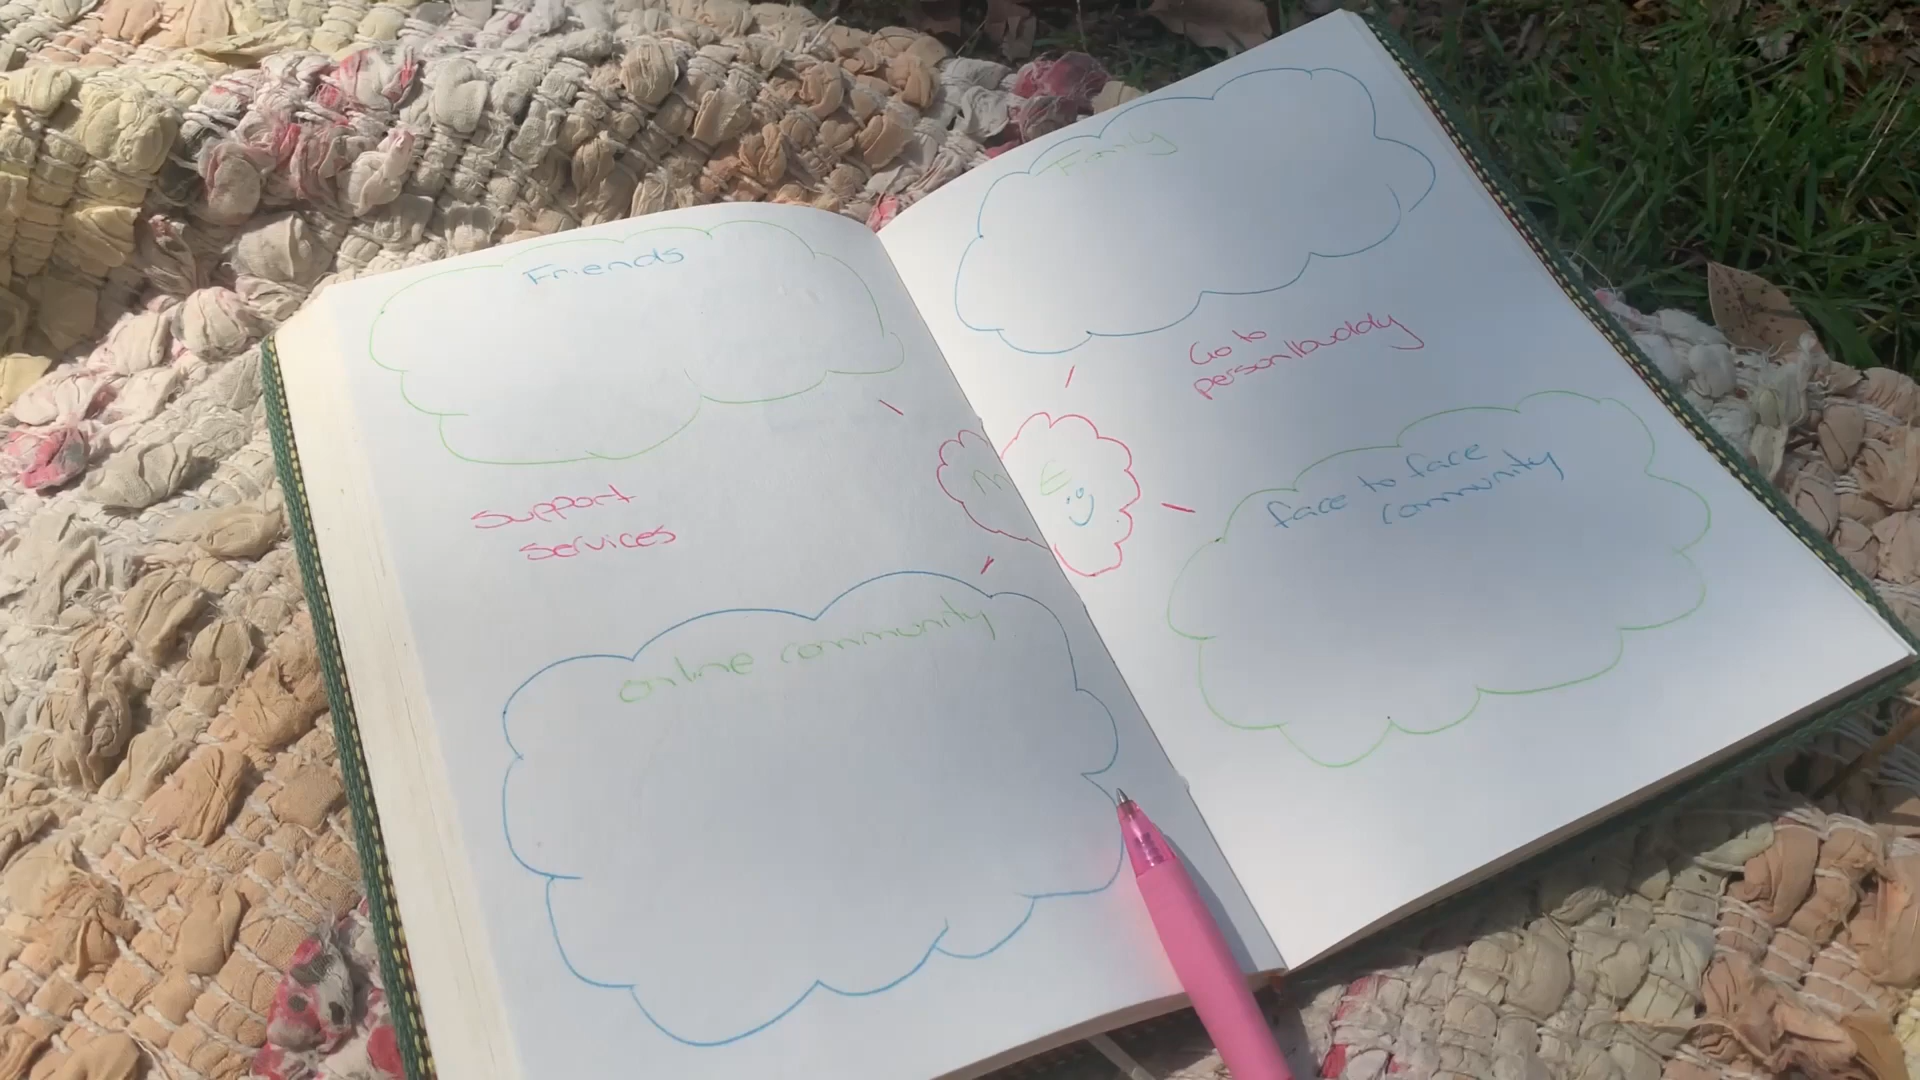 Friends
Support
Services
online community
Family
Go to
person/buddy
ME
face to face
community